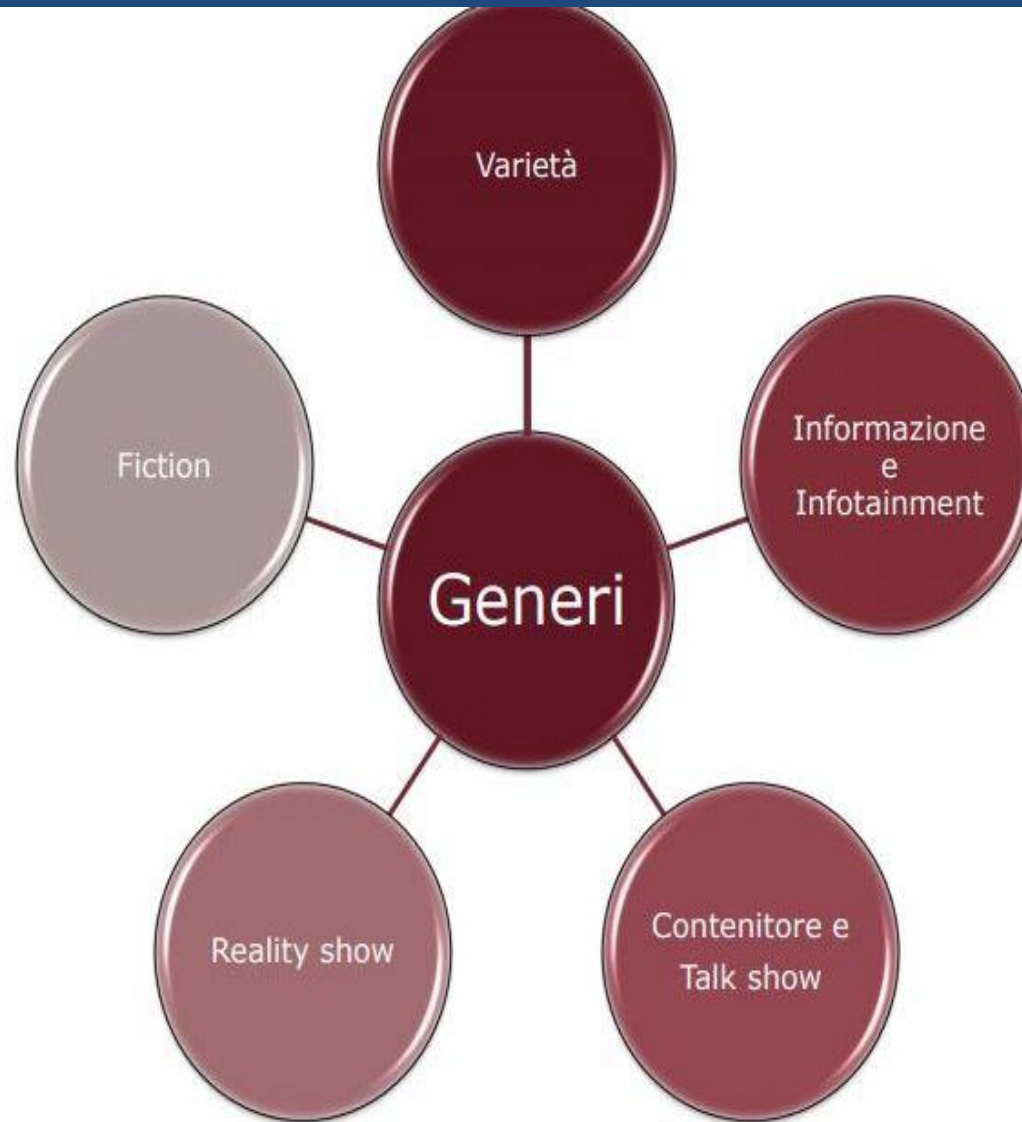 Varietà
Informazione
e
Infotainment
Fiction
Generi
Contenitore e
Talk show
Reality show